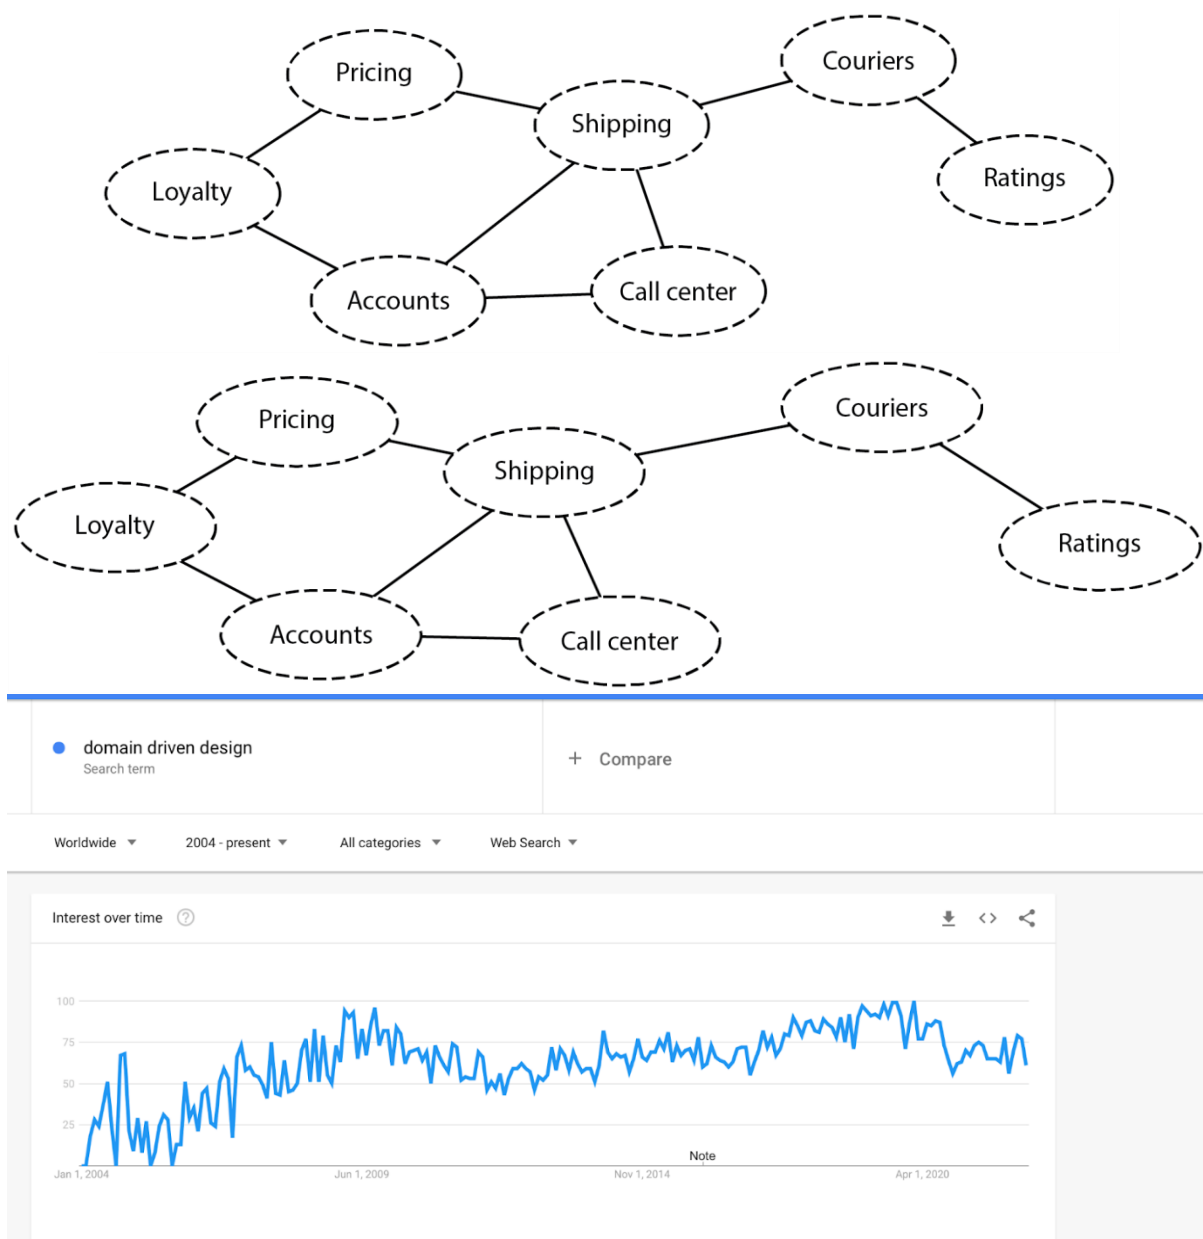 Pricing
Couriers
Shipping
Loyalty
Ratings
Accounts
Call center
Pricing
Couriers
Shipping
Loyalty
Ratings
Accounts
Call center
domain driven design
Search term
+ Compare
Worldwide
2004 - present
All categories
Web Search
Interest over time
100
75
50
25
Note
Jan 1, 2004
Jun 1, 2009
Nov 1, 2014
Apr 1, 2020